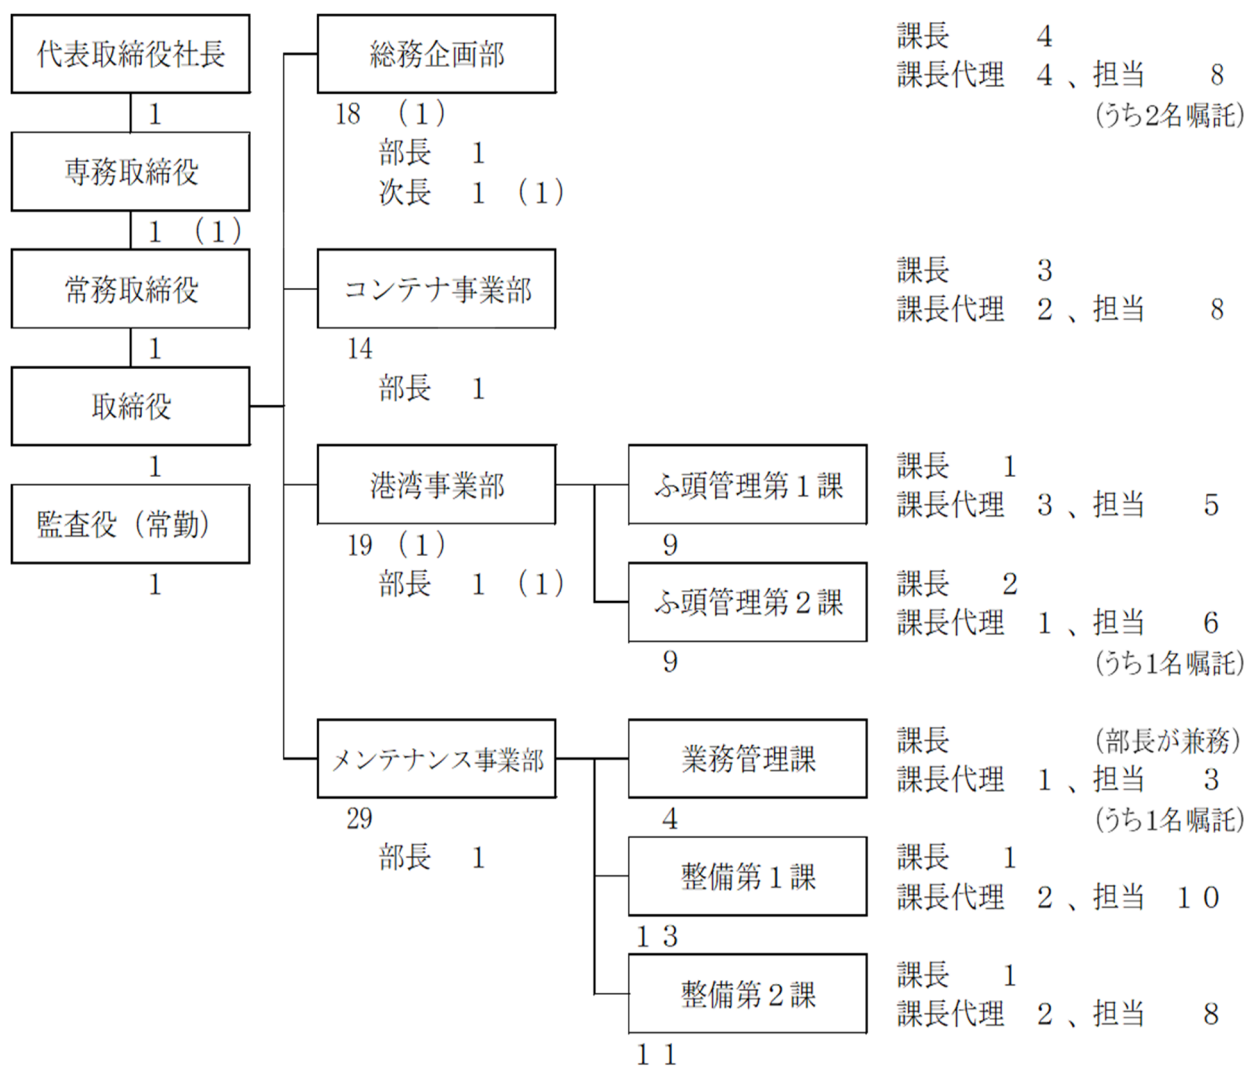 代表取締役社長
1
専務取締役
1 (1)
常務取締役
1
取締役
1
監査役(常勤)
1
総務企画部
18 (1)
部長 1
次長 1 (1)
課長 4
課長代理 4 、担当 8
(うち2名嘱託)
コンテナ事業部
14
部長 1
課長 3
課長代理 2 、担当 8
港湾事業部
19 (1)
部長 1 (1)
ふ頭管理第1課
9
課長 1
課長代理 3 、担当 5
ふ頭管理第2課
9
課長 2
課長代理 1 、担当 6
(うち1名嘱託)
メンテナンス事業部
29
部長 1
業務管理課
4
課長 (部長が兼務)
課長代理 1 、担当 3
(うち1名嘱託)
整備第1課
13
課長 1
課長代理 2 、担当 10
整備第2課
11
課長 1
課長代理 2 、担当 8